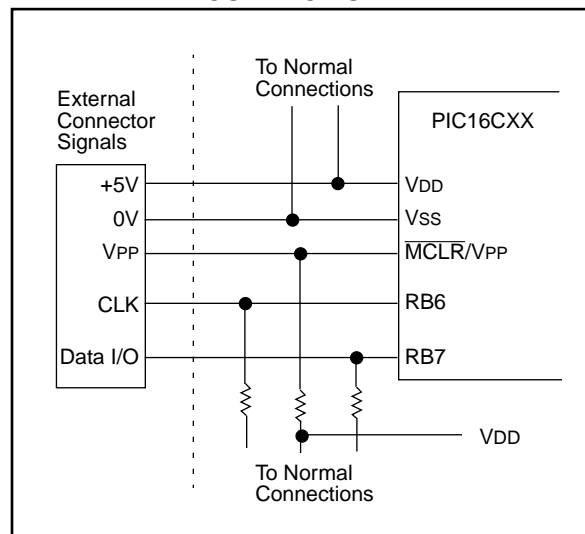 To Normal
Connections
External
Connector
Signals
PIC16CXX
+5V
VDD
0V
VSS
VPP
MCLR/VPP
CLK
RB6
Data I/O
RB7
VDD
To Normal
Connections